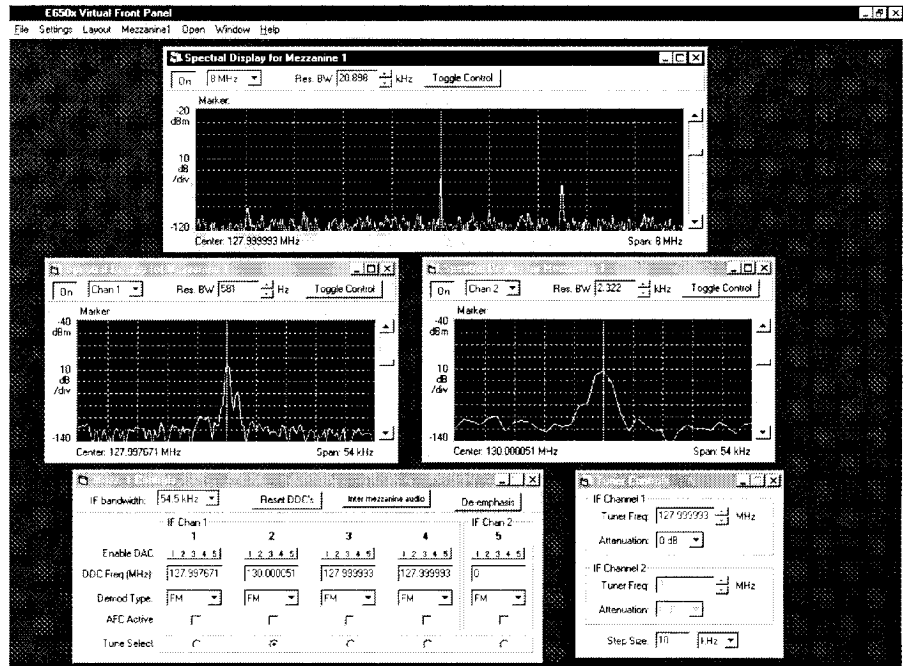 E650x Virtual Front Panel
File Settings Layout Mezzanine1 Open Window Help
Spectral Display for Mezzanine 1
On 8 MHz Res. BW 20.896 kHz Toggle Control
Marker:
-20
dBm
10
dB
/div
-120
Center: 127.999993 MHz Span: 8 MHz
On Chan 1 Res. BW 581 Hz Toggle Control
Marker
-40
dBm
10
dB
/div
-140
Center: 127.997671 MHz Span: 54 kHz
On Chan 2 Res. BW 2.322 kHz Toggle Control
Marker
-40
dBm
10
dB
/div
-140
Center: 130.000051 MHz Span: 54 kHz
IF bandwidth: 54.5 kHz Reset DDC's Inter mezzanine audio De-emphasis
IF Chan 1 IF Chan 2
1 2 3 4 5
Enable DAC 1 2 3 4 5 1 2 3 4 5 1 2 3 4 5 1 2 3 4 5 1 2 3 4 5
DDC Freq (MHz) 127.997671 130.000051 127.999993 127.999993 0
Demod Type FM FM FM FM FM
AFC Active
Tune Select
IF Channel 1
Tuner Freq: 127.999993 MHz
Attenuation: 0 dB
IF Channel 2
Tuner Freq: MHz
Attenuation:
Step Size: 10 kHz